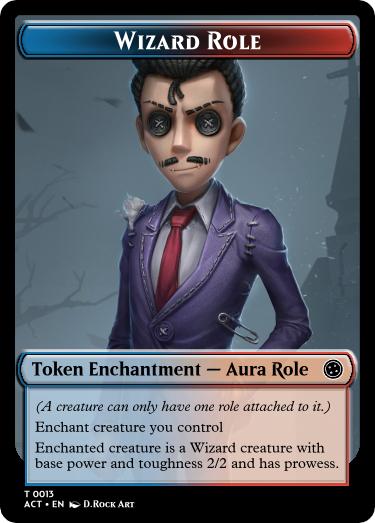 Wizard Role
Token Enchantment — Aura Role
(A creature can only have one role attached to it.)
Enchant creature you control
Enchanted creature is a Wizard creature with
base power and toughness 2/2 and has prowess.
T 0013
ACT • EN D.Rock Art